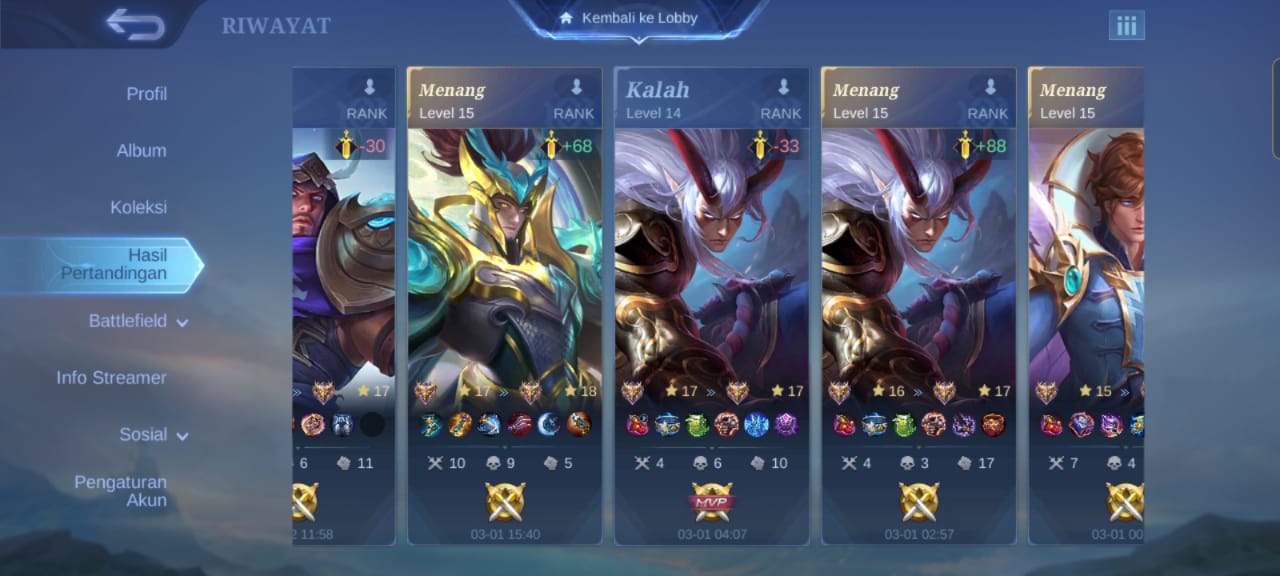 RIWAYAT
Kembali ke Lobby
Profil
Album
Koleksi
Hasil
Pertandingan
Battlefield
Info Streamer
Sosial
Pengaturan
Akun
RANK
-30
17
6 11
11:58
Menang
Level 15 RANK
+68
17 » 18
10 9 5
03-01 15:40
Kalah
Level 14 RANK
-33
17 » 17
4 6 10
MVP
03-01 04:07
Menang
Level 15 RANK
+88
16 » 17
4 3 17
03-01 02:57
Menang
Level 15
15 »
7 4
03-01 00